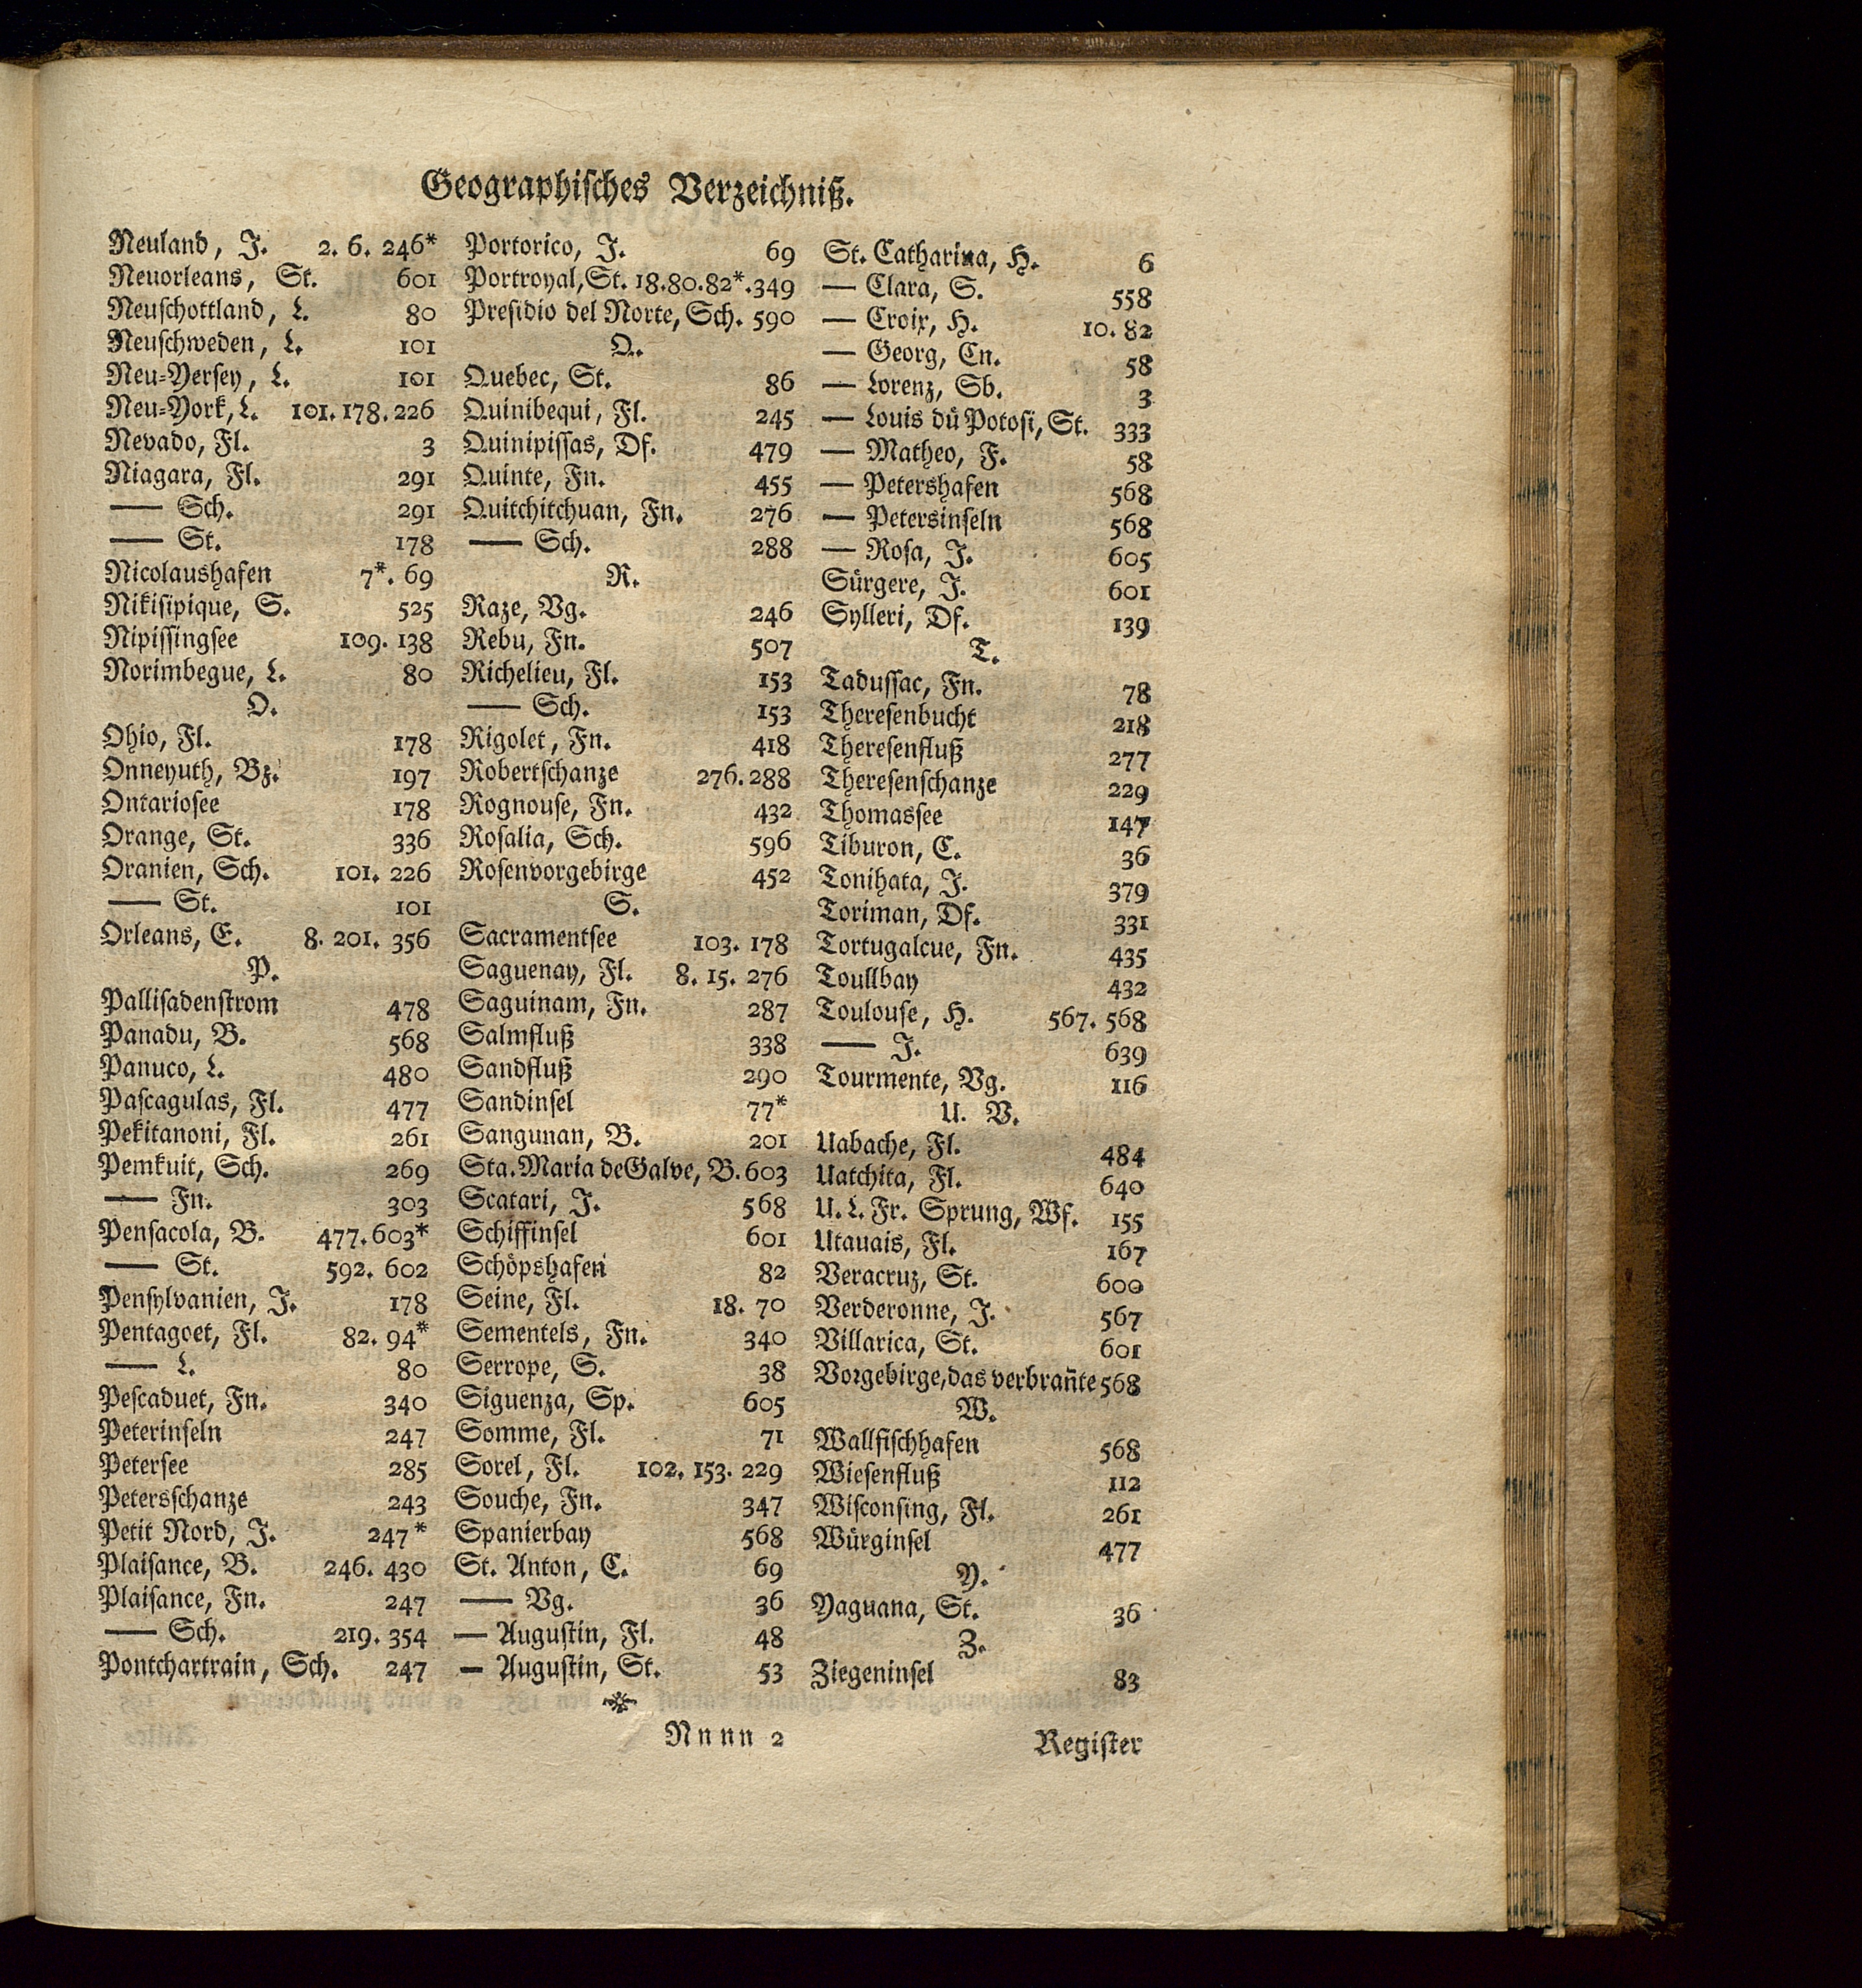 Geographisches Verzeichniß.
Neuland, J. 2. 6. 246*
Neuorleans, St. 601
Neuschottland, L. 80
Neuschweden, L. 101
Neu-Yersey, L. 101
Neu-York, L. 101. 178. 226
Nevado, Fl. 3
Niagara, Fl. 291
— Sch. 291
— St. 178
Nicolaushafen 7*. 69
Nikisipique, S. 525
Nipissingsee 109. 138
Norimbegue, L. 80
O.
Ohio, Fl. 178
Onneyuth, Bz. 197
Ontariosee 178
Orange, St. 336
Oranien, Sch. 101. 226
— St. 101
Orleans, E. 8. 201. 356
P.
Pallisadenstrom 478
Panadu, B. 568
Panuco, L. 480
Pascagulas, Fl. 477
Pekitanoni, Fl. 261
Pemkuit, Sch. 269
— Fn. 303
Pensacola, B. 477. 603*
— St. 592. 602
Pensylvanien, J. 178
Pentagoet, Fl. 82. 94*
— L. 80
Pescaduet, Fn. 340
Peterinseln 247
Petersee 285
Petersschanze 243
Petit Nord, J. 247*
Plaisance, B. 246. 430
Plaisance, Fn. 247
— Sch. 219. 354
Pontchartrain, Sch. 247
Portorico, J. 69
Portroyal, St. 18. 80. 82*. 349
Presidio del Norte, Sch. 590
Q.
Quebec, St. 86
Quinibequi, Fl. 245
Quinipissas, Df. 479
Quinte, Fn. 455
Quitchitchuan, Fn. 276
— Sch. 288
R.
Raze, Vg. 246
Rebu, Fn. 507
Richelieu, Fl. 153
— Sch. 153
Rigolet, Fn. 418
Robertschanze 276. 288
Rognouse, Fn. 432
Rosalia, Sch. 596
Rosenvorgebirge 452
S.
Sacramentsee 103. 178
Saguenay, Fl. 8. 15. 276
Saguinam, Fn. 287
Salmfluß 338
Sandfluß 290
Sandinsel 77*
Sangunan, B. 201
Sta. Maria de Galve, B. 603
Scatari, J. 568
Schiffinsel 601
Schöpshafen 82
Seine, Fl. 18. 70
Sementels, Fn. 340
Serrope, S. 38
Siguenza, Sp. 605
Somme, Fl. 71
Sorel, Fl. 102. 153. 229
Souche, Fn. 347
Spanierbay 568
St. Anton, C. 69
— Vg. 36
— Augustin, Fl. 48
— Augustin, St. 53
St. Catharina, H. 6
— Clara, S. 558
— Croix, H. 10. 82
— Georg, Cn. 58
— Lorenz, Sb. 3
— Louis dü Potosi, St. 333
— Matheo, F. 58
— Petershafen 568
— Petersinseln 568
— Rosa, J. 605
Sürgere, J. 601
Sylleri, Df. 139
T.
Tadussac, Fn. 78
Theresenbucht 218
Theresenfluß 277
Theresenschanze 229
Thomassee 147
Tiburon, C. 36
Tonihata, J. 379
Toriman, Df. 331
Tortugalcue, Fn. 435
Toullbay 432
Toulouse, H. 567. 568
— J. 639
Tourmente, Vg. 116
U. V.
Uabache, Fl. 484
Uatchita, Fl. 640
U. L. Fr. Sprung, Wf. 155
Utauais, Fl. 167
Veracruz, St. 600
Verderonne, J. 567
Villarica, St. 601
Vorgebirge, das verbrañte 568
W.
Wallfischhafen 568
Wiesenfluß 112
Wisconsing, Fl. 261
Würginsel 477
Y.
Yaguana, St. 36
Z.
Ziegeninsel 83
Nnnn 2
Register